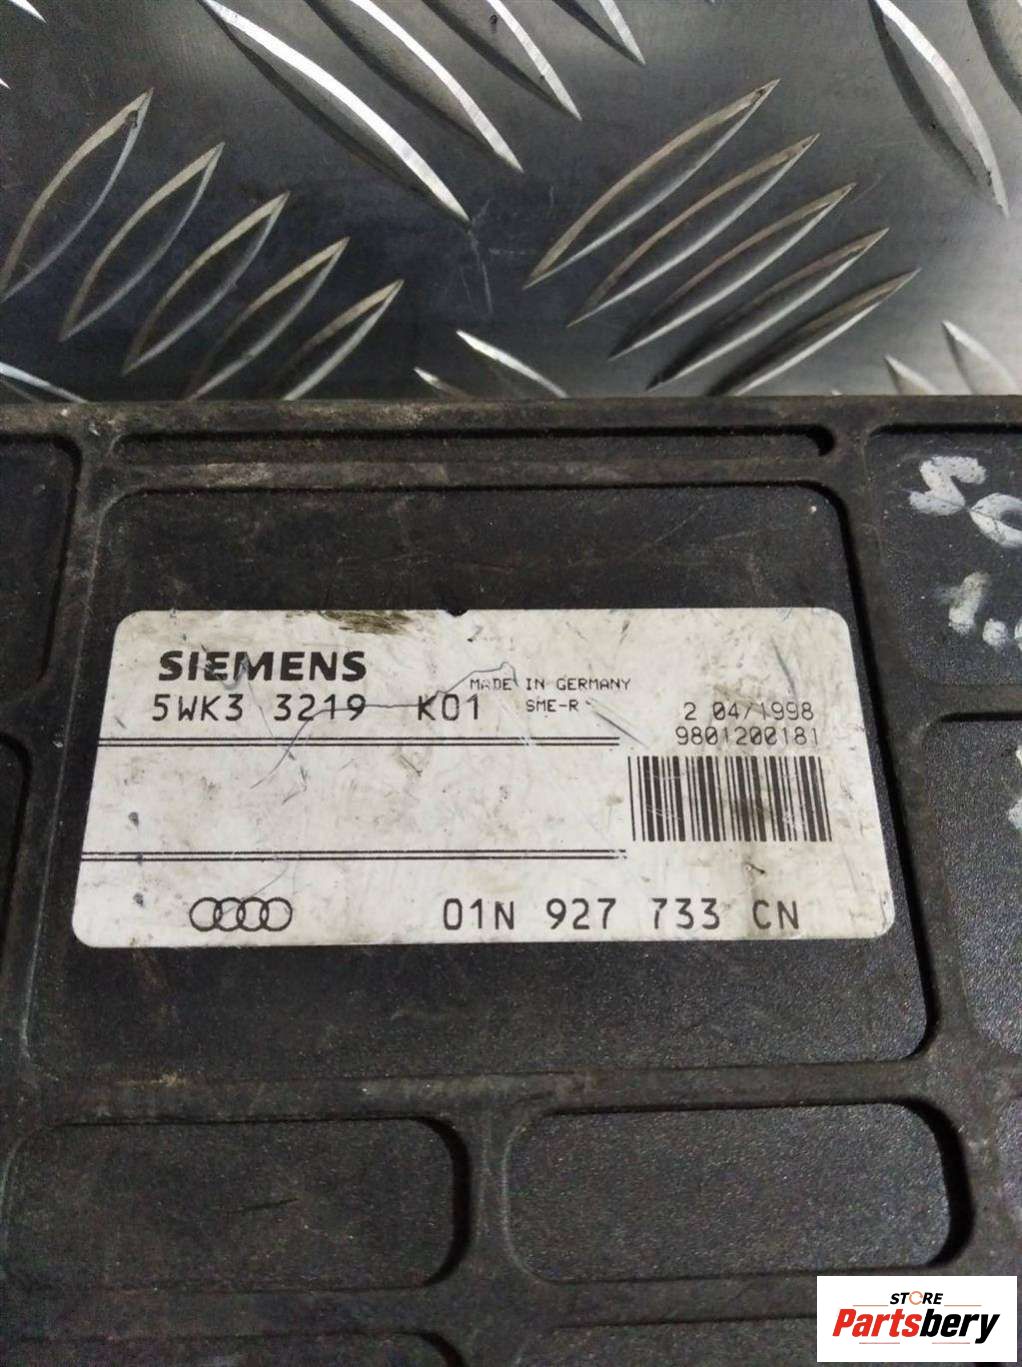 SIEMENS
MADE IN GERMANY
5WK3 3219 K01
SME-R
2 04/1998
9801200181
01N 927 733 CN
STORE
Partsbery